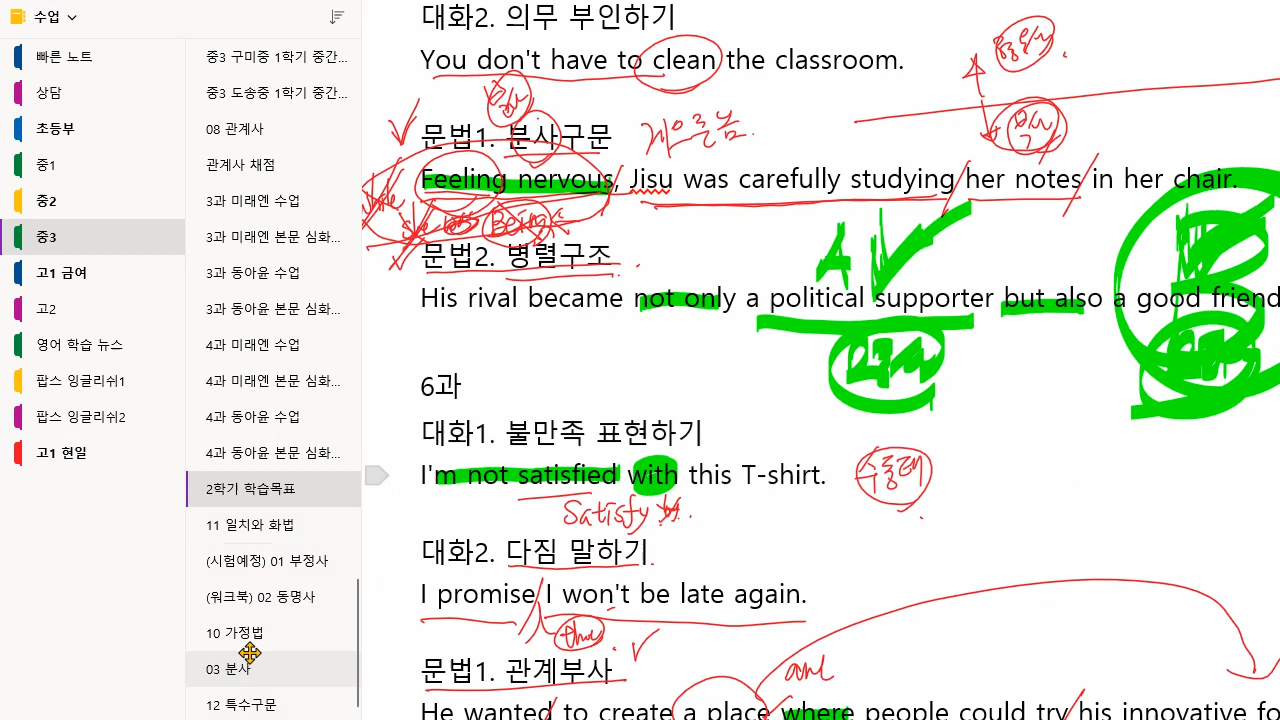 수업
빠른 노트
상담
초등부
중1
중2
중3
고1 금여
고2
영어 학습 뉴스
팝스 잉글리쉬1
팝스 잉글리쉬2
고1 현일
중3 구미중 1학기 중간...
중3 도송중 1학기 중간...
08 관계사
관계사 채점
3과 미래엔 수업
3과 미래엔 본문 심화...
3과 동아윤 수업
3과 동아윤 본문 심화...
4과 미래엔 수업
4과 미래엔 본문 심화...
4과 동아윤 수업
4과 동아윤 본문 심화...
2학기 학습목표
11 일치와 화법
(시험예정) 01 부정사
(워크북) 02 동명사
10 가정법
03 분사
12 특수구문
대화2. 의무 부인하기
You don't have to clean the classroom.
문법1. 분사구문
게으른 놈.
Feeling nervous, Jisu was carefully studying her notes in her chair.
she Being
문법2. 병렬구조
A
His rival became not only a political supporter but also a good friend
6과
대화1. 불만족 표현하기
I'm not satisfied with this T-shirt.
수동태
Satisfy
대화2. 다짐 말하기
I promise I won't be late again.
that
문법1. 관계부사
and
He wanted to create a place where people could try his innovative fo